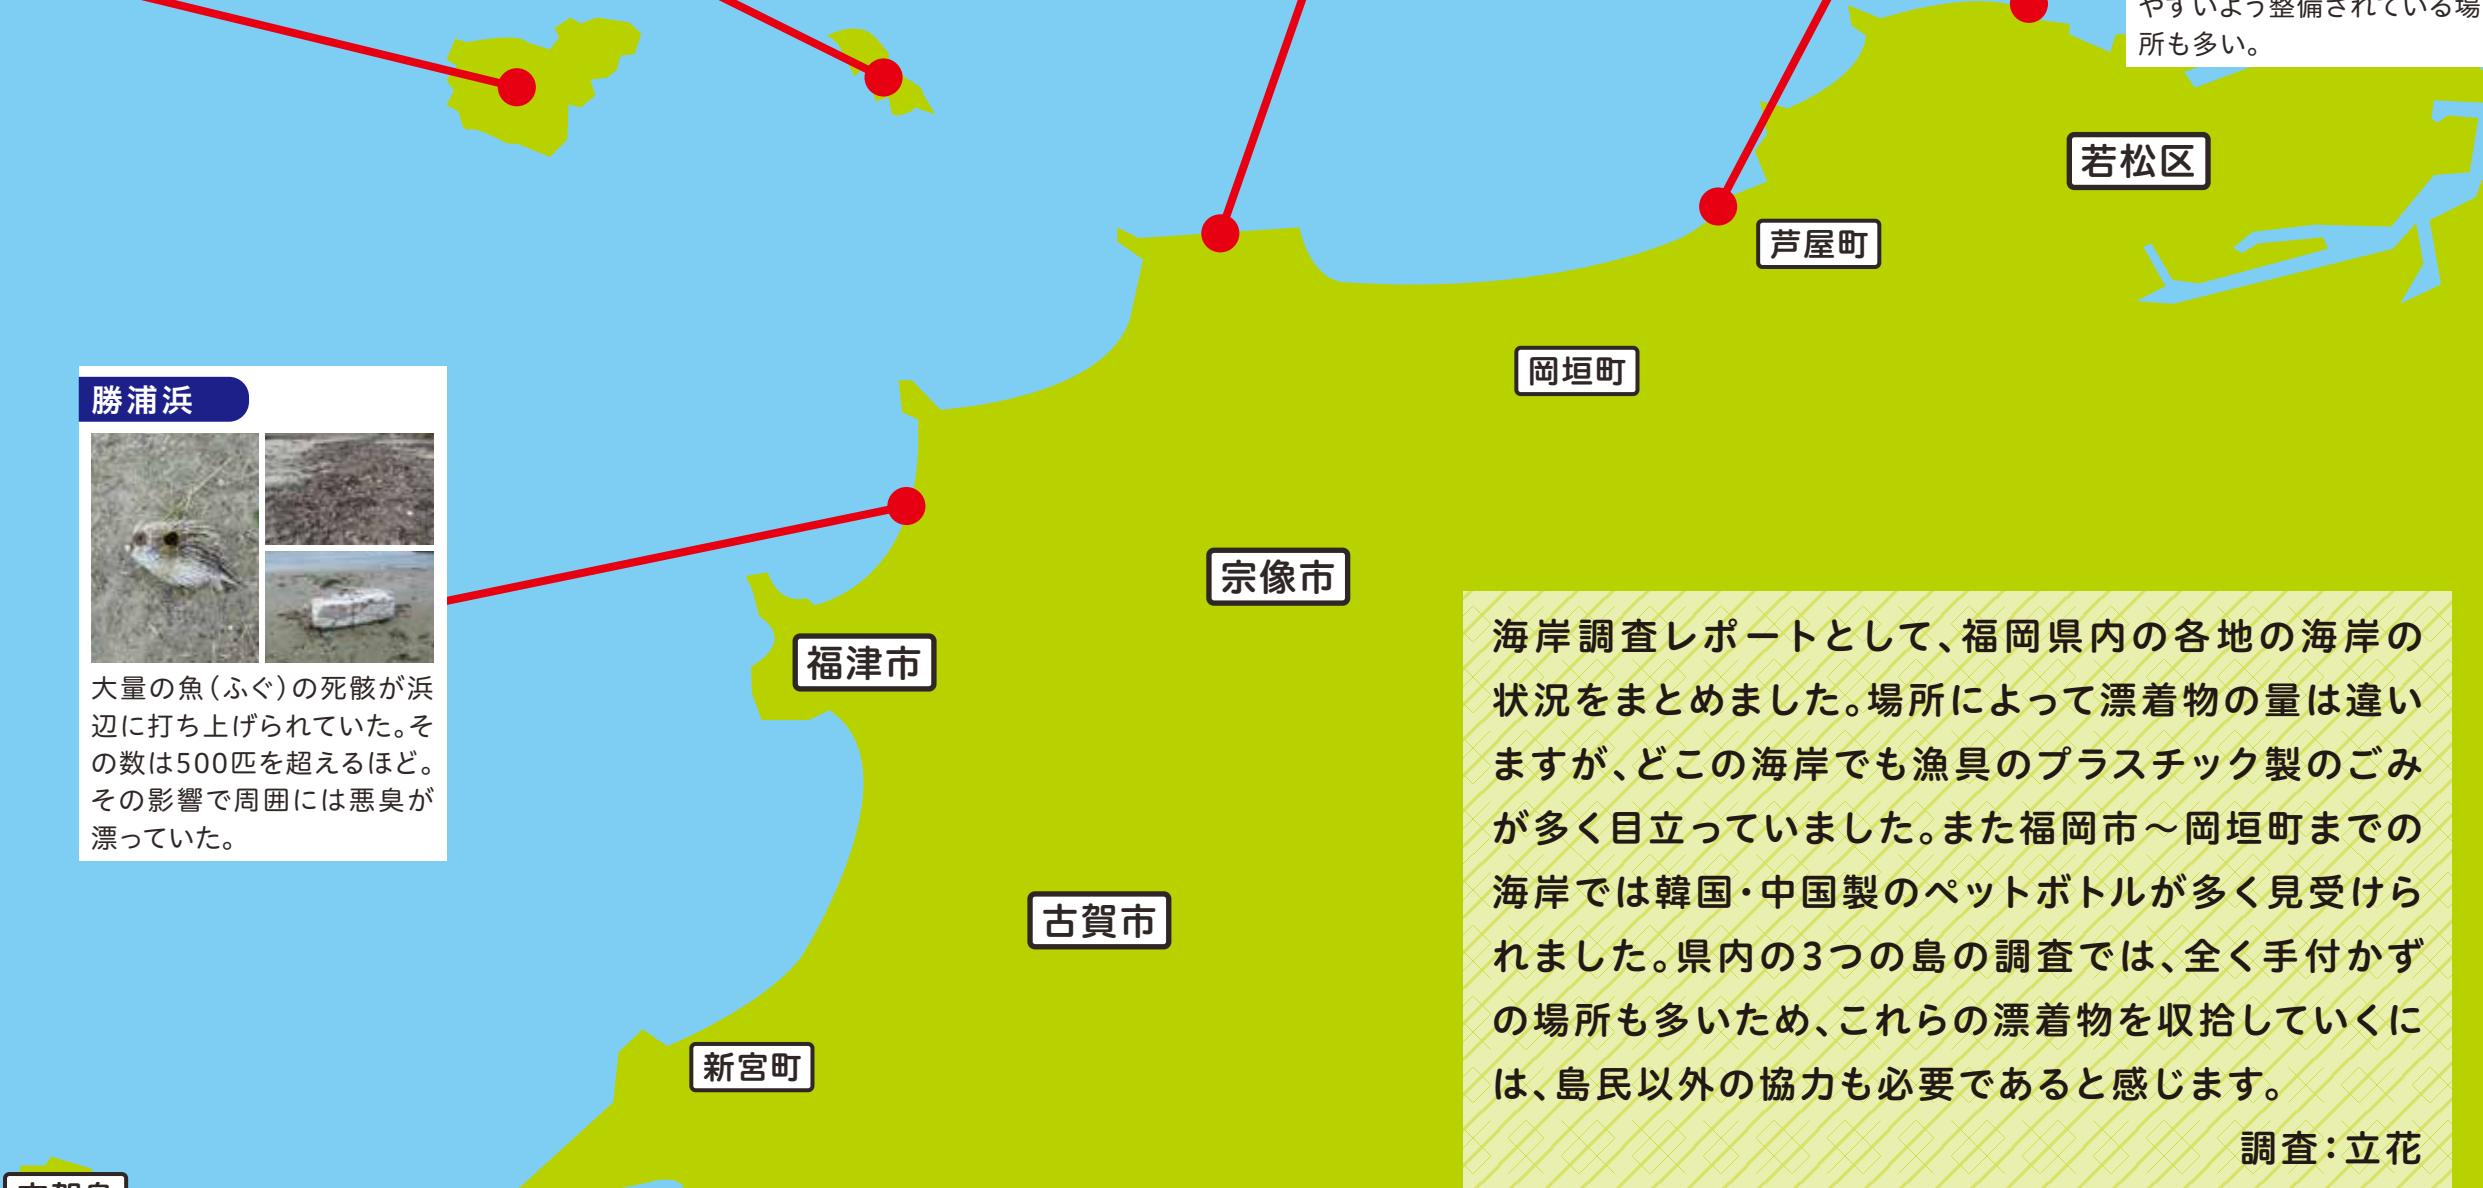 やすいよう整備されている場
所も多い。
若松区
芦屋町
岡垣町
勝浦浜
大量の魚（ふぐ）の死骸が浜
辺に打ち上げられていた。そ
の数は500匹を超えるほど。
その影響で周囲には悪臭が
漂っていた。
宗像市
福津市
古賀市
新宮町
海岸調査レポートとして、福岡県内の各地の海岸の
状況をまとめました。場所によって漂着物の量は違い
ますが、どこの海岸でも漁具のプラスチック製のごみ
が多く目立っていました。また福岡市～岡垣町までの
海岸では韓国・中国製のペットボトルが多く見受けら
れました。県内の3つの島の調査では、全く手付かず
の場所も多いため、これらの漂着物を収拾していくに
は、島民以外の協力も必要であると感じます。
調査：立花